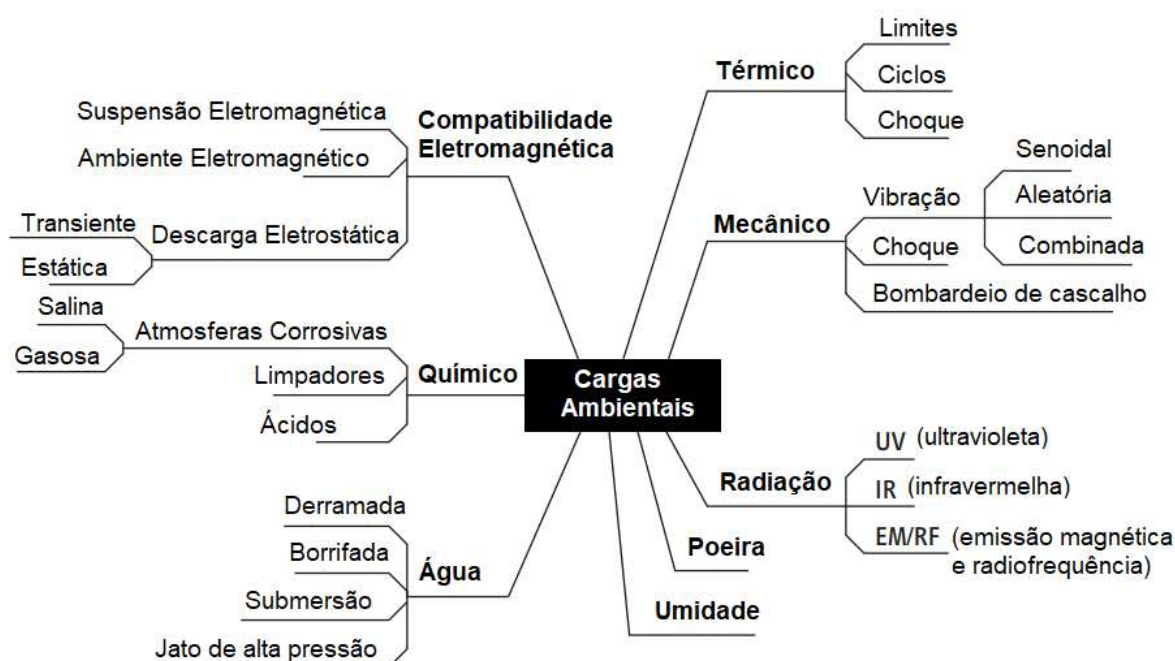 Compatibilidade
Eletromagnética
Suspensão Eletromagnética
Ambiente Eletromagnético
Descarga Eletrostática
Transiente
Estática
Químico
Atmosferas Corrosivas
Salina
Gasosa
Limpadores
Ácidos
Água
Derramada
Borrifada
Submersão
Jato de alta pressão
Cargas
Ambientais
Térmico
Limites
Ciclos
Choque
Mecânico
Vibração
Senoidal
Aleatória
Combinada
Choque
Bombardeio de cascalho
Radiação
UV (ultravioleta)
IR (infravermelha)
EM/RF (emissão magnética
e radiofrequência)
Poeira
Umidade